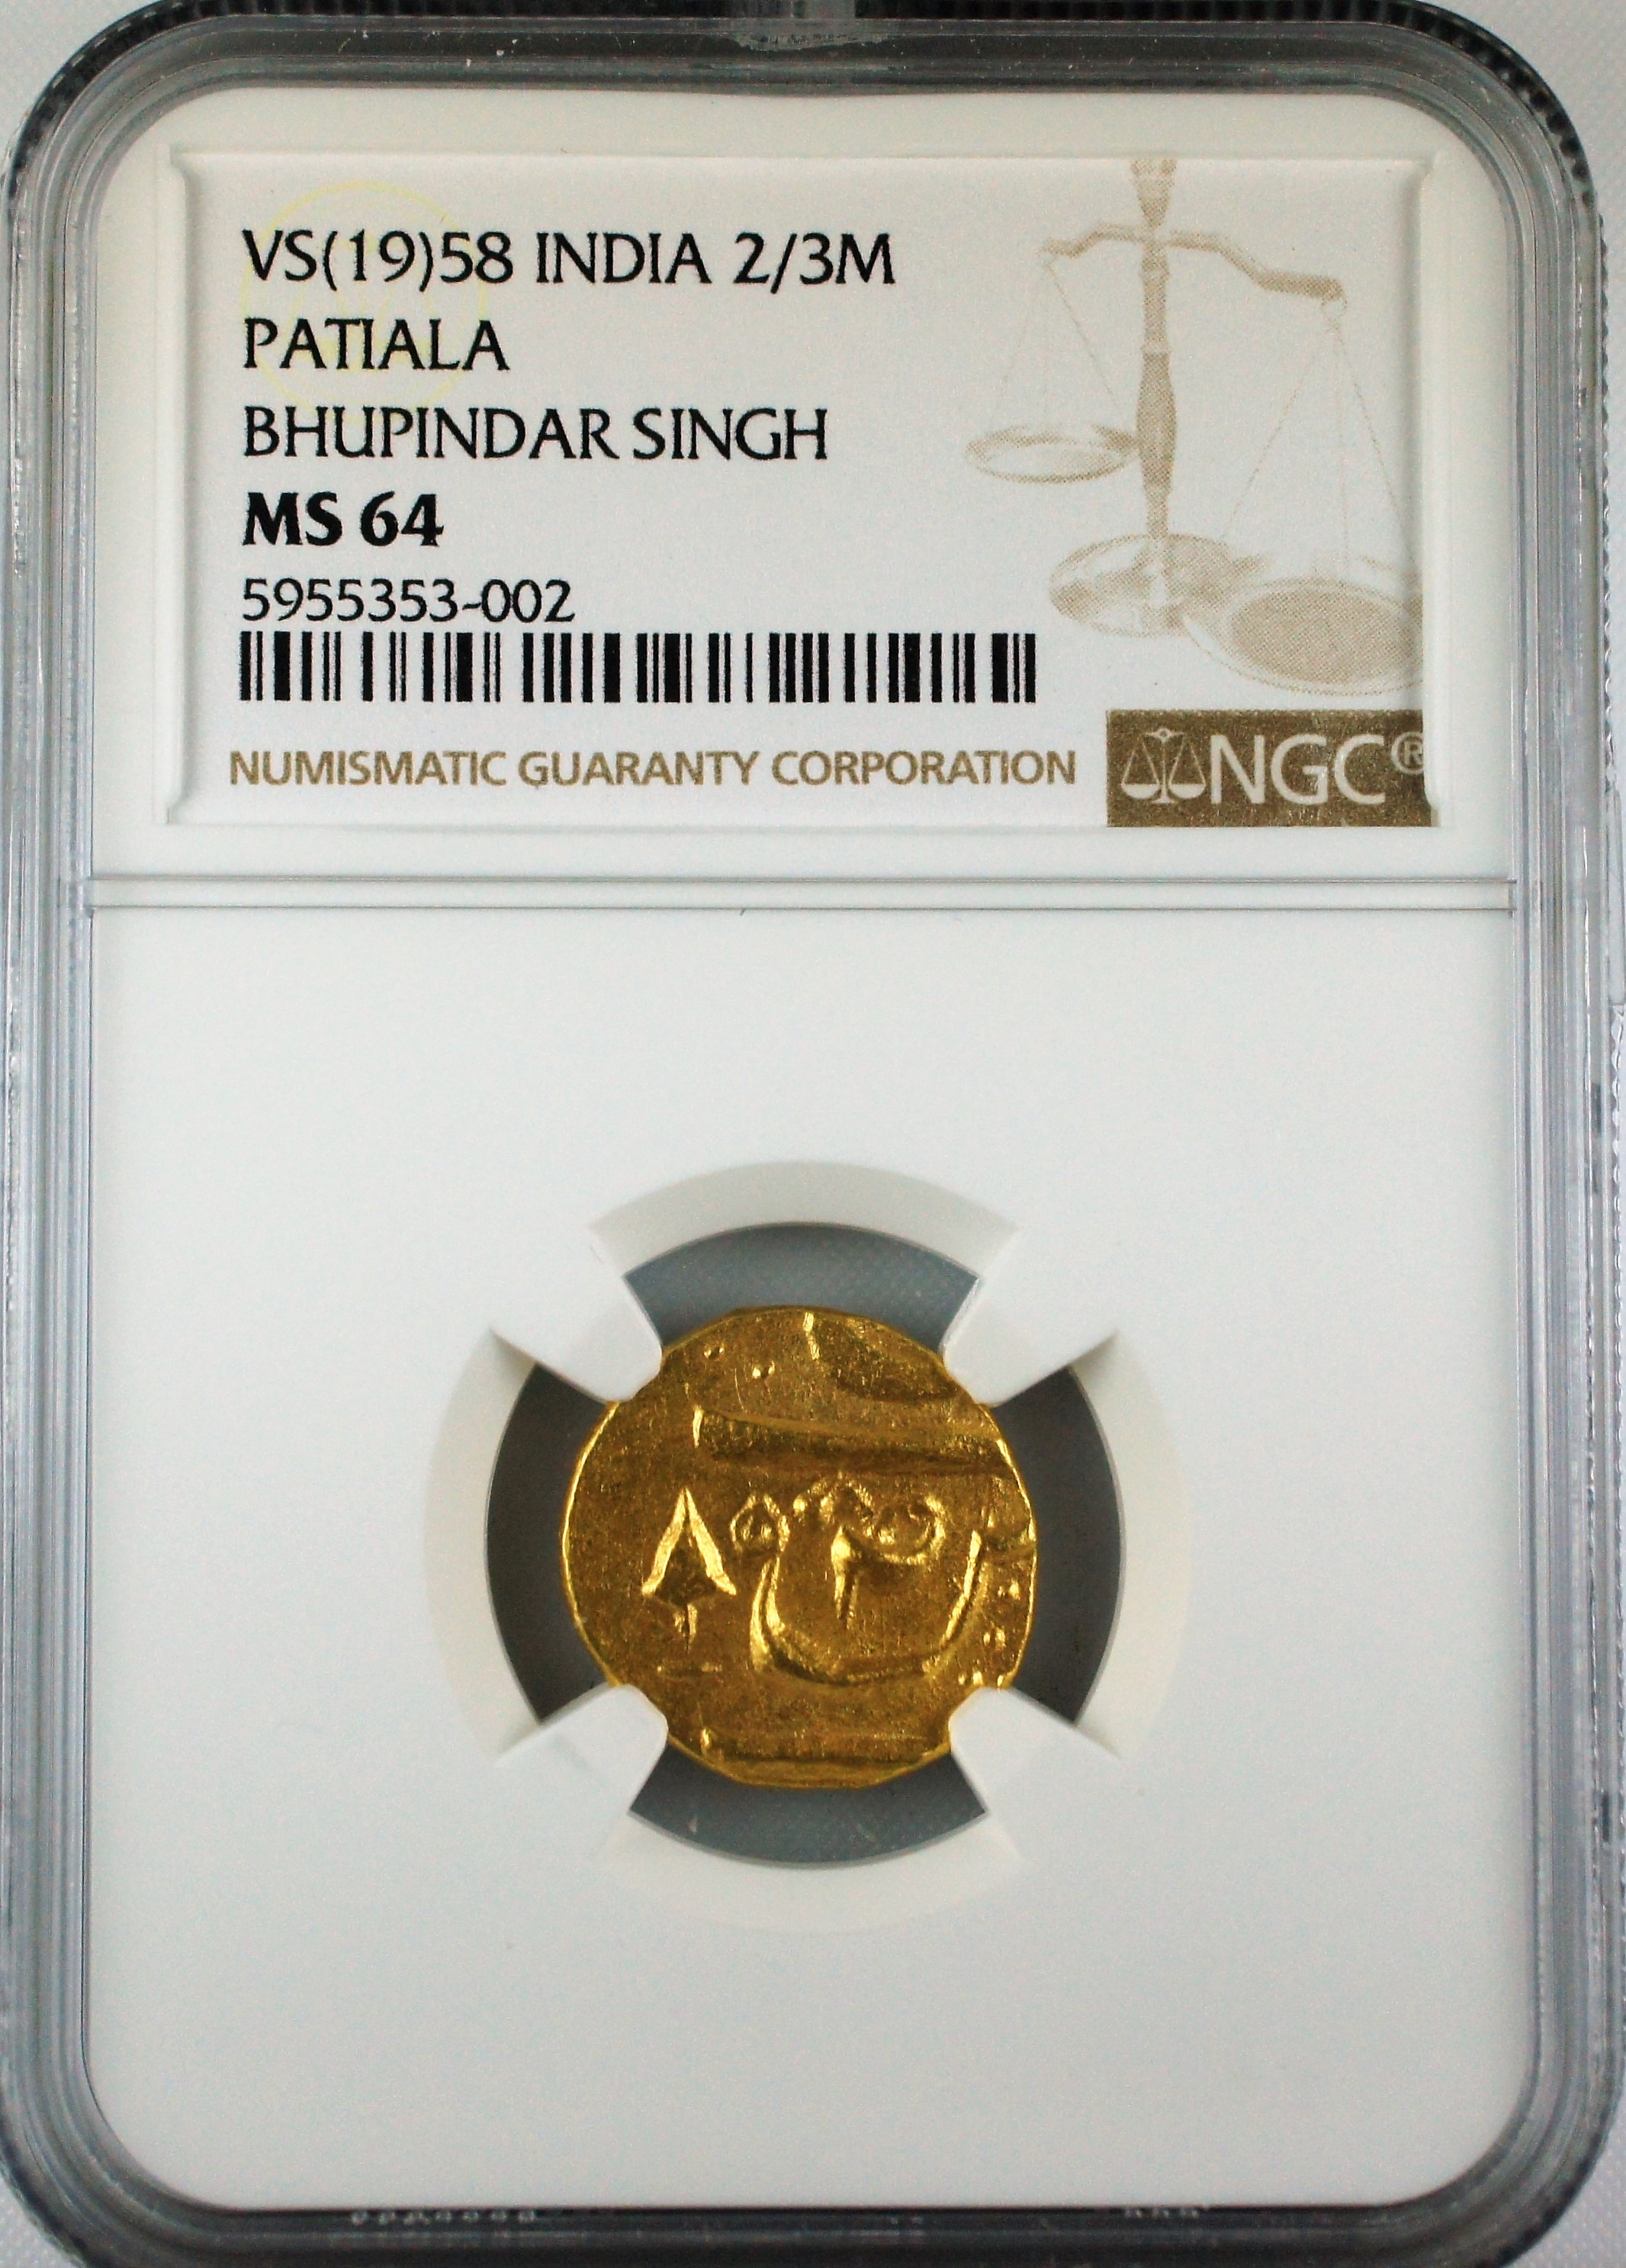 VS(19)58 INDIA 2/3M
PATIALA
BHUPINDAR SINGH
MS 64
5955353-002
NUMISMATIC GUARANTY CORPORATION
NGC®